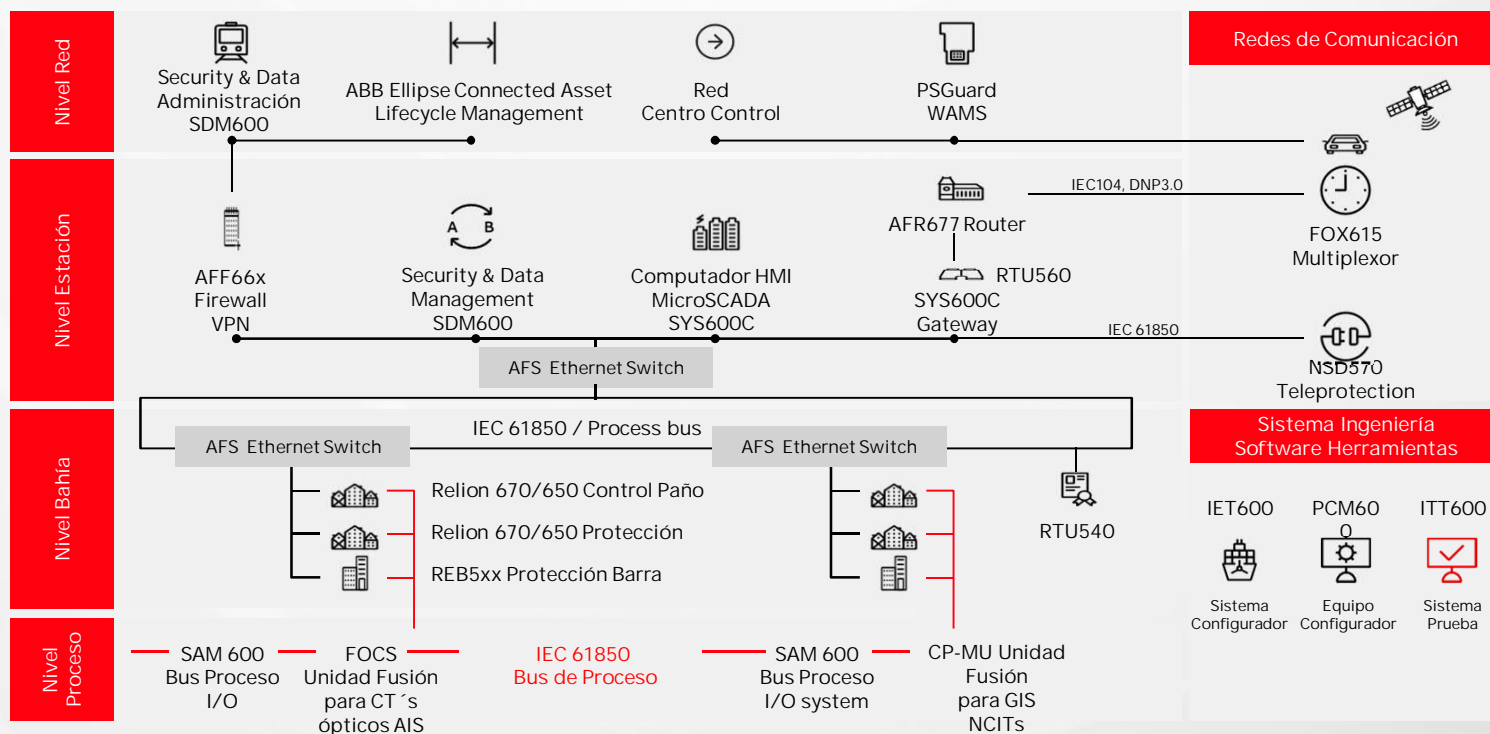 Nivel Red
Security & Data
Administración
SDM600
ABB Ellipse Connected Asset
Lifecycle Management
Red
Centro Control
PSGuard
WAMS
Redes de Comunicación
Nivel Estación
AFF66x
Firewall
VPN
A B
Security & Data
Management
SDM600
Computador HMI
MicroSCADA
SYS600C
AFR677 Router
RTU560
SYS600C
Gateway
IEC104, DNP3.0
IEC 61850
FOX615
Multiplexor
NSD570
Teleprotection
AFS Ethernet Switch
Nivel Bahía
IEC 61850 / Process bus
AFS Ethernet Switch
AFS Ethernet Switch
Relion 670/650 Control Paño
Relion 670/650 Protección
REB5xx Protección Barra
RTU540
Sistema Ingeniería
Software Herramientas
IET600
PCM60
0
ITT600
Sistema
Configurador
Equipo
Configurador
Sistema
Prueba
Nivel
Proceso
SAM 600
Bus Proceso
I/O
FOCS
Unidad Fusión
para CT ´s
ópticos AIS
IEC 61850
Bus de Proceso
SAM 600
Bus Proceso
I/O system
CP-MU Unidad
Fusión
para GIS
NCITs